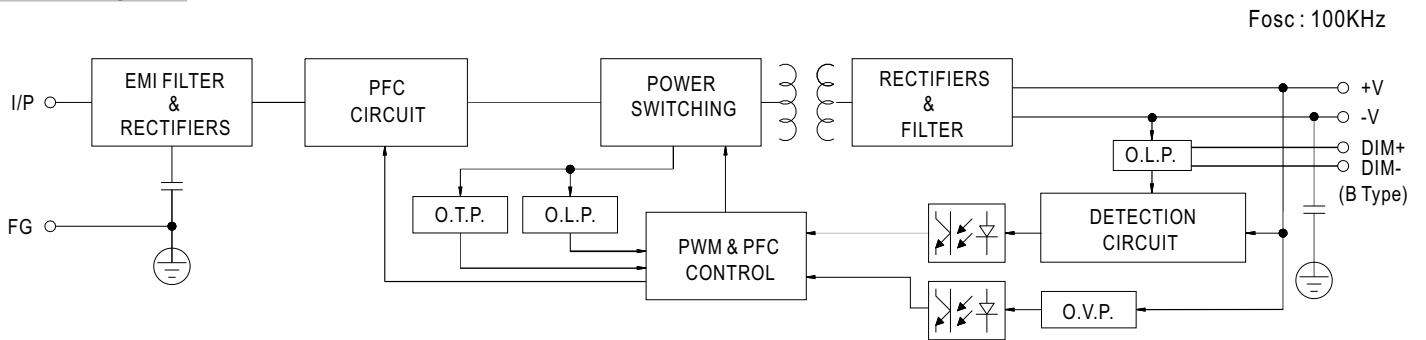 Fosc : 100KHz
I/P
EMI FILTER
&
RECTIFIERS
PFC
CIRCUIT
POWER
SWITCHING
RECTIFIERS
&
FILTER
+V
-V
DIM+
DIM-
(B Type)
O.L.P.
FG
O.T.P.
O.L.P.
PWM & PFC
CONTROL
DETECTION
CIRCUIT
O.V.P.